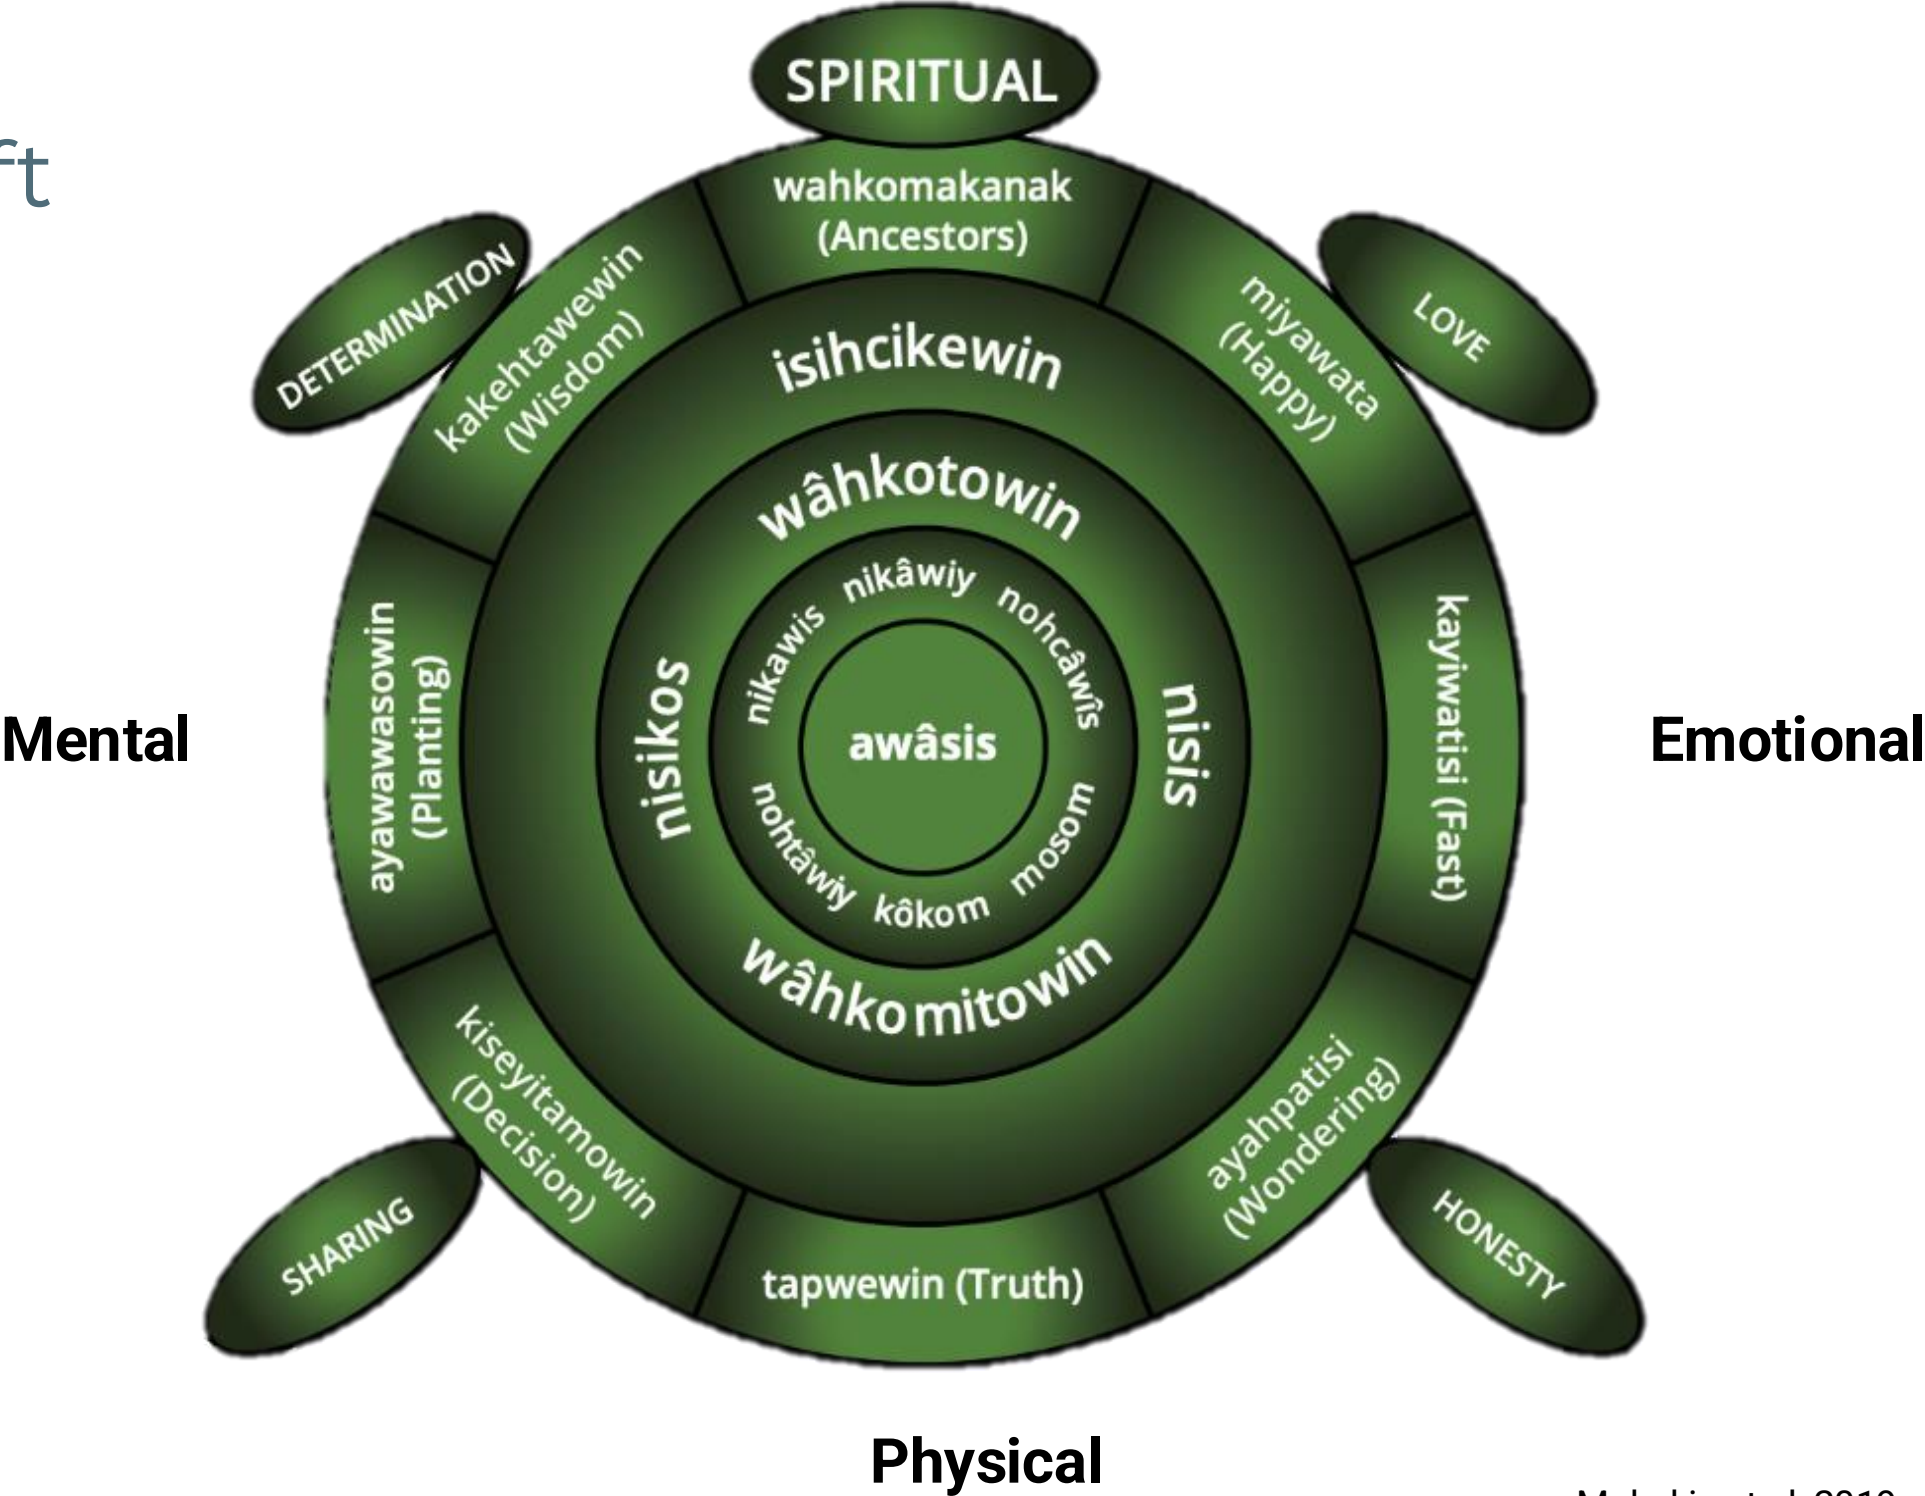 SPIRITUAL
ft
wahkomakanak
(Ancestors)
DETERMINATION
LOVE
kakehtawewin
(Wisdom)
miyawata
(Happy)
isihcikewin
wâhkotowin
nikâwiy
nikawis
nohcâwîs
ayawawasowin
(Planting)
kayiwatisi (Fast)
nisikos
nisis
awâsis
Mental
Emotional
nohtâwiy
kôkom
mosom
wâhkomitowin
kiseyitamowin
(Decision)
ayahpatisi
(Wondering)
SHARING
HONESTY
tapwewin (Truth)
Physical